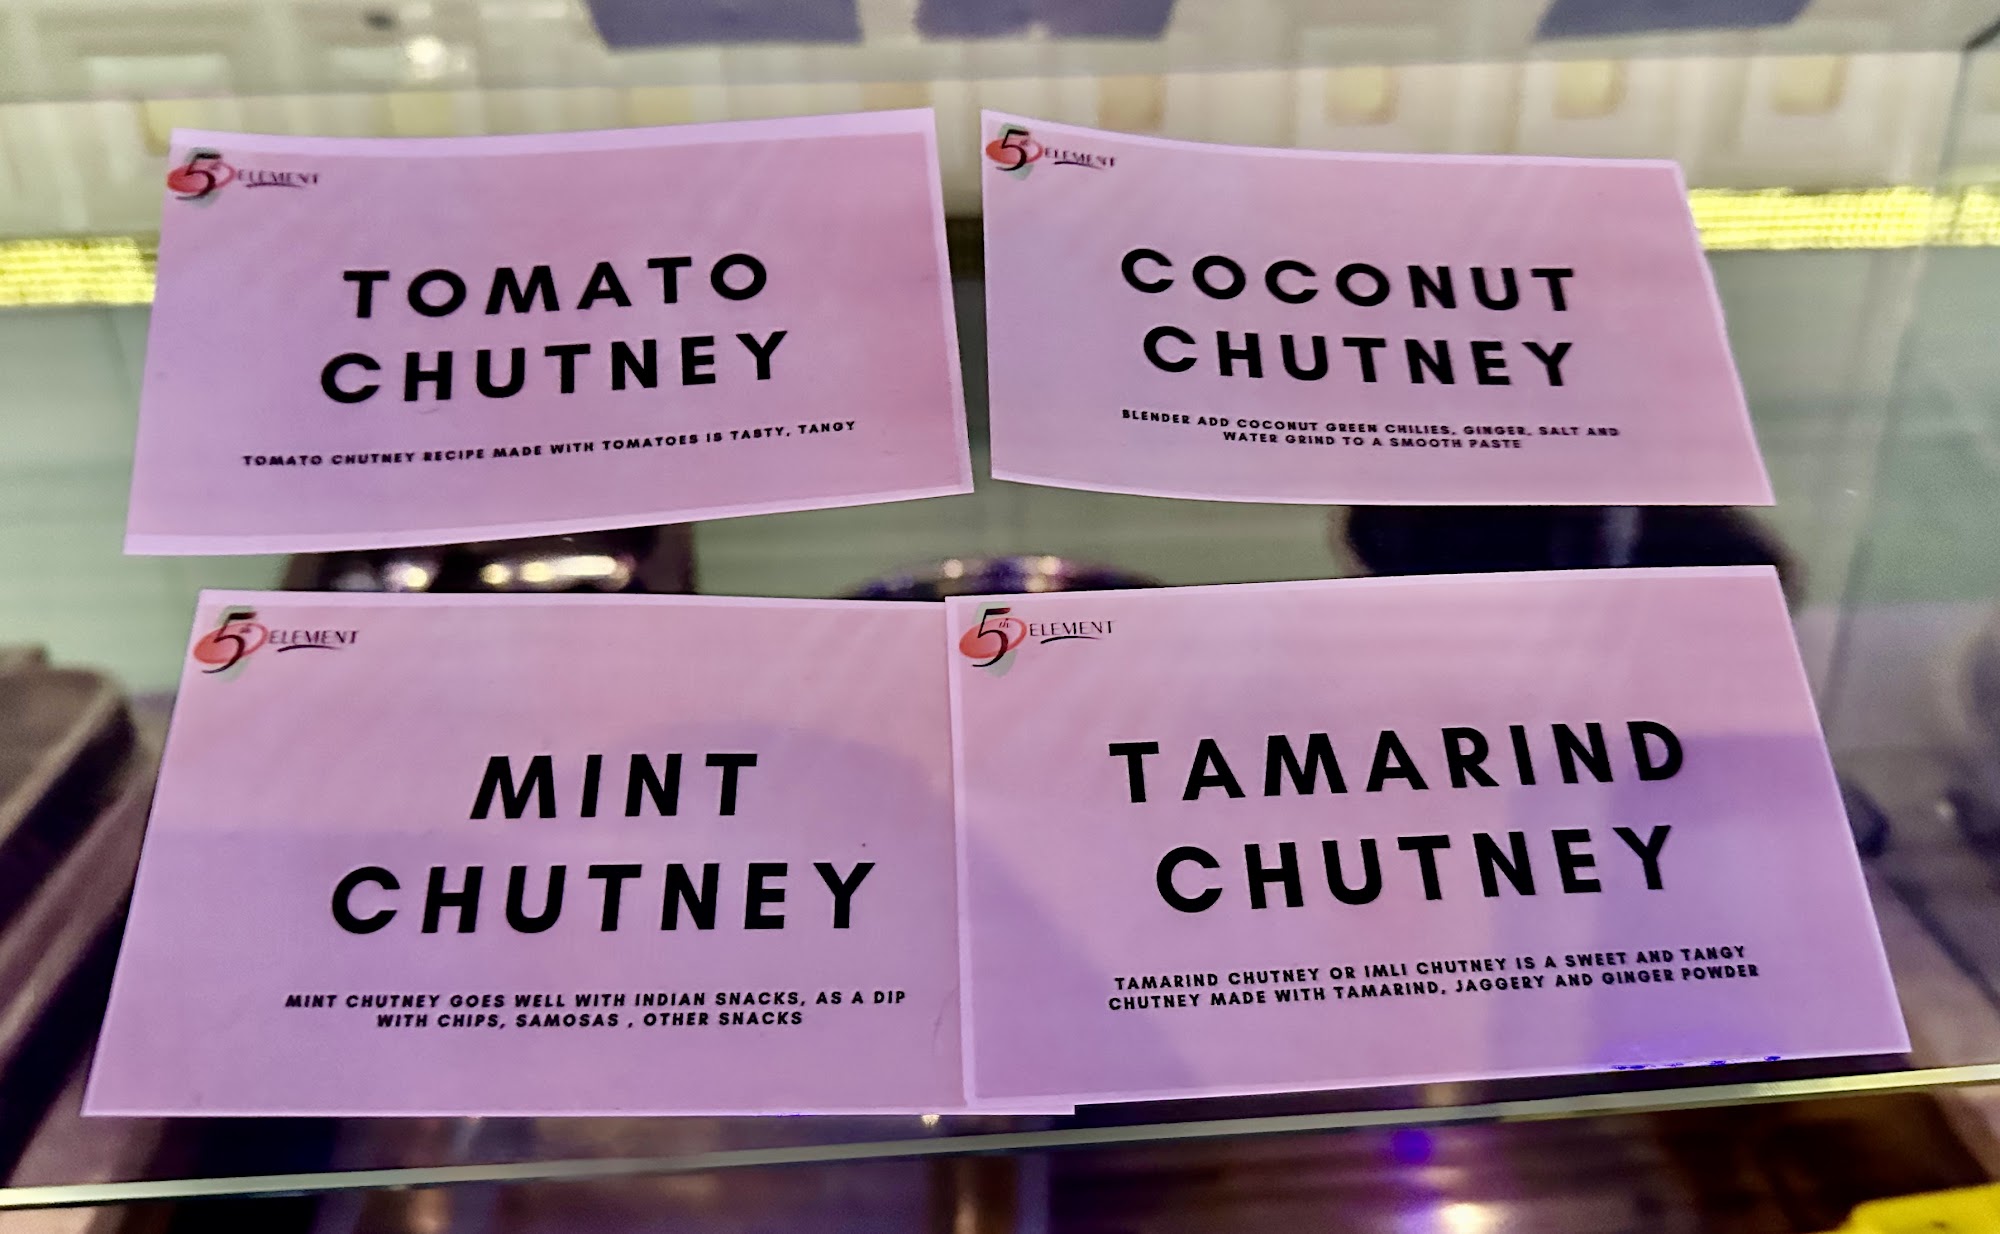 5th ELEMENT
TOMATO
CHUTNEY
TOMATO CHUTNEY RECIPE MADE WITH TOMATOES IS TASTY, TANGY
5th ELEMENT
COCONUT
CHUTNEY
BLENDER ADD COCONUT GREEN CHILIES, GINGER, SALT AND
WATER GRIND TO A SMOOTH PASTE
5th ELEMENT
MINT
CHUTNEY
MINT CHUTNEY GOES WELL WITH INDIAN SNACKS, AS A DIP
WITH CHIPS, SAMOSAS , OTHER SNACKS
5th ELEMENT
TAMARIND
CHUTNEY
TAMARIND CHUTNEY OR IMLI CHUTNEY IS A SWEET AND TANGY
CHUTNEY MADE WITH TAMARIND, JAGGERY AND GINGER POWDER